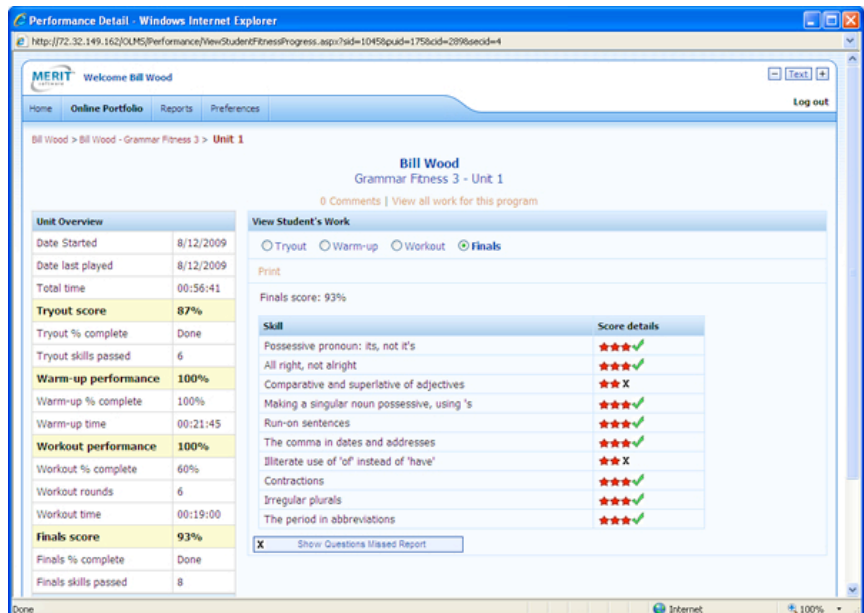 Performance Detail - Windows Internet Explorer
http://72.32.149.162/OLMS/Performance/ViewStudentFitnessProgress.aspx?sid=1045&puid=175&cid=289&secid=4
MERIT software Welcome Bill Wood - Text +
Home Online Portfolio Reports Preferences Log out
Bill Wood > Bill Wood - Grammar Fitness 3 > Unit 1
Bill Wood
Grammar Fitness 3 - Unit 1
0 Comments | View all work for this program
Unit Overview
Date Started 8/12/2009
Date last played 8/12/2009
Total time 00:56:41
Tryout score 87%
Tryout % complete Done
Tryout skills passed 6
Warm-up performance 100%
Warm-up % complete 100%
Warm-up time 00:21:45
Workout performance 100%
Workout % complete 60%
Workout rounds 6
Workout time 00:19:00
Finals score 93%
Finals % complete Done
Finals skills passed 8
View Student's Work
Tryout Warm-up Workout Finals
Print
Finals score: 93%
Skill Score details
Possessive pronoun: its, not it's
All right, not alright
Comparative and superlative of adjectives X
Making a singular noun possessive, using 's
Run-on sentences
The comma in dates and addresses
Illiterate use of 'of' instead of 'have' X
Contractions
Irregular plurals
The period in abbreviations
X Show Questions Missed Report
Done Internet 100%